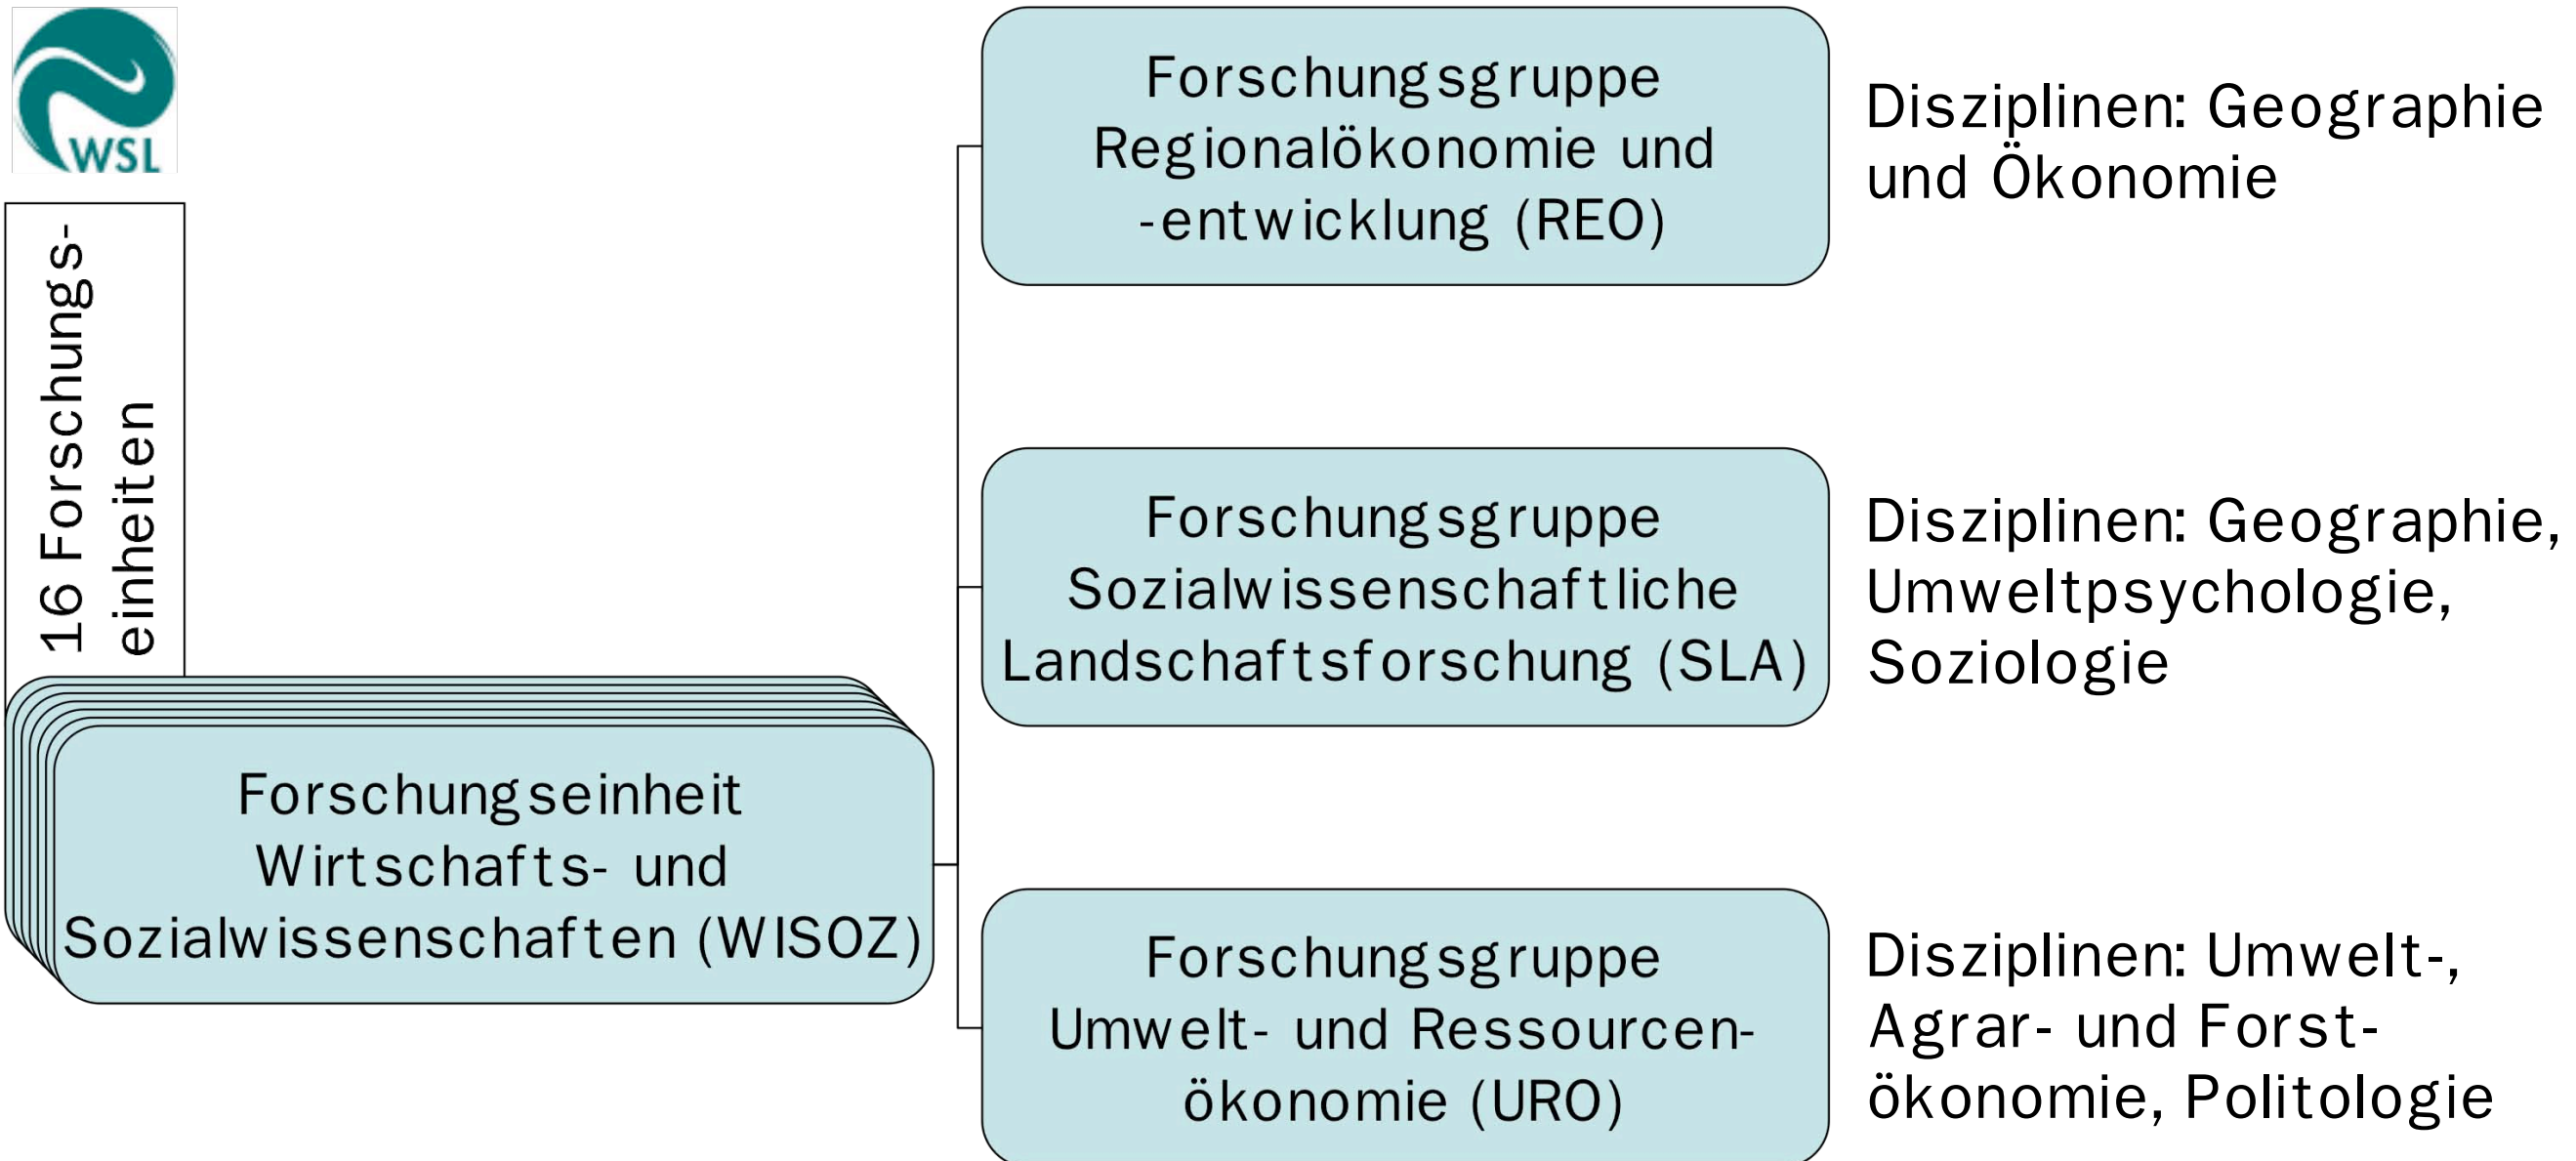 WSL
16 Forschungs-
einheiten
Forschungseinheit
Wirtschafts- und
Sozialwissenschaften (WISOZ)
Forschungsgruppe
Regionalökonomie und
-entwicklung (REO)
Disziplinen: Geographie
und Ökonomie
Forschungsgruppe
Sozialwissenschaftliche
Landschaftsforschung (SLA)
Disziplinen: Geographie,
Umweltpsychologie,
Soziologie
Forschungsgruppe
Umwelt- und Ressourcen-
ökonomie (URO)
Disziplinen: Umwelt-,
Agrar- und Forst-
ökonomie, Politologie